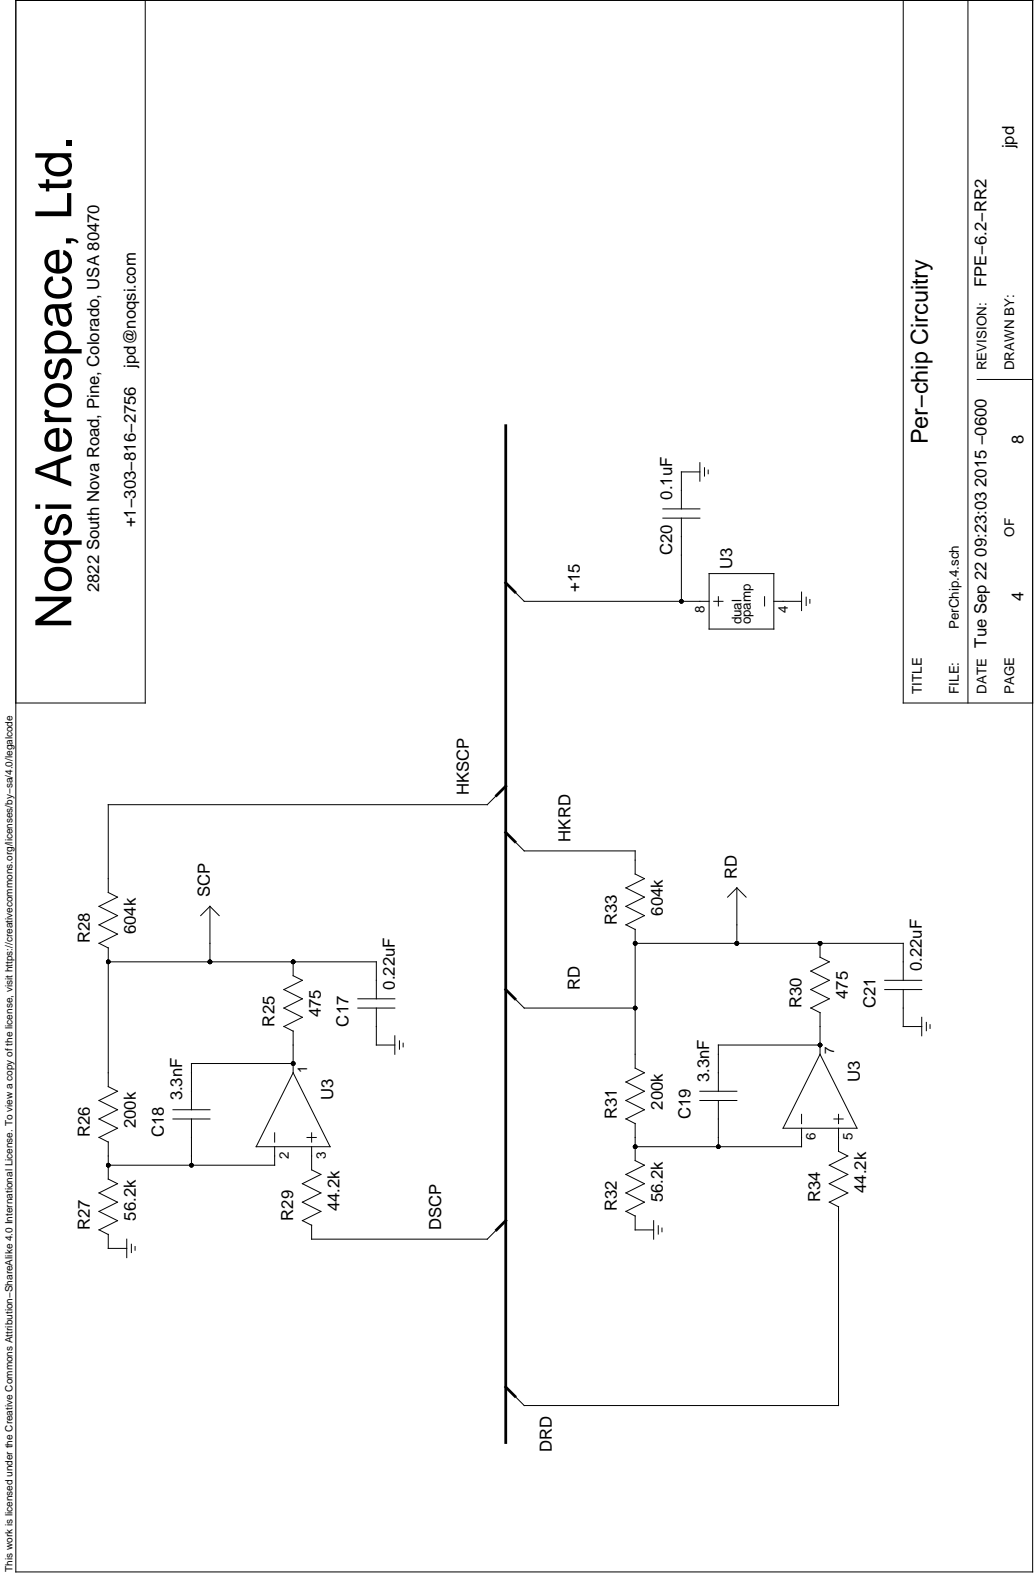 This work is licensed under the Creative Commons Attribution−ShareAlike 4.0 International License. To view a copy of the license, visit https://creativecommons.org/licenses/by−sa/4.0/legalcode
Noqsi Aerospace, Ltd.
2822 South Nova Road, Pine, Colorado, USA 80470
+1−303−816−2756 jpd@noqsi.com
R27
56.2k
R26
200k
R28
604k
C18
3.3nF
SCP
2
3
1
U3
R25
475
R29
44.2k
C17
0.22uF
DSCP
HKSCP
DRD
RD
HKRD
+15
R32
56.2k
R31
200k
R33
604k
C19
3.3nF
RD
6
5
7
U3
R30
475
R34
44.2k
C21
0.22uF
C20
0.1uF
8
+
dual
opamp
−
4
U3
TITLE
Per−chip Circuitry
FILE: PerChip.4.sch
DATE Tue Sep 22 09:23:03 2015 −0600
REVISION: FPE−6.2−RR2
PAGE 4 OF 8
DRAWN BY: jpd